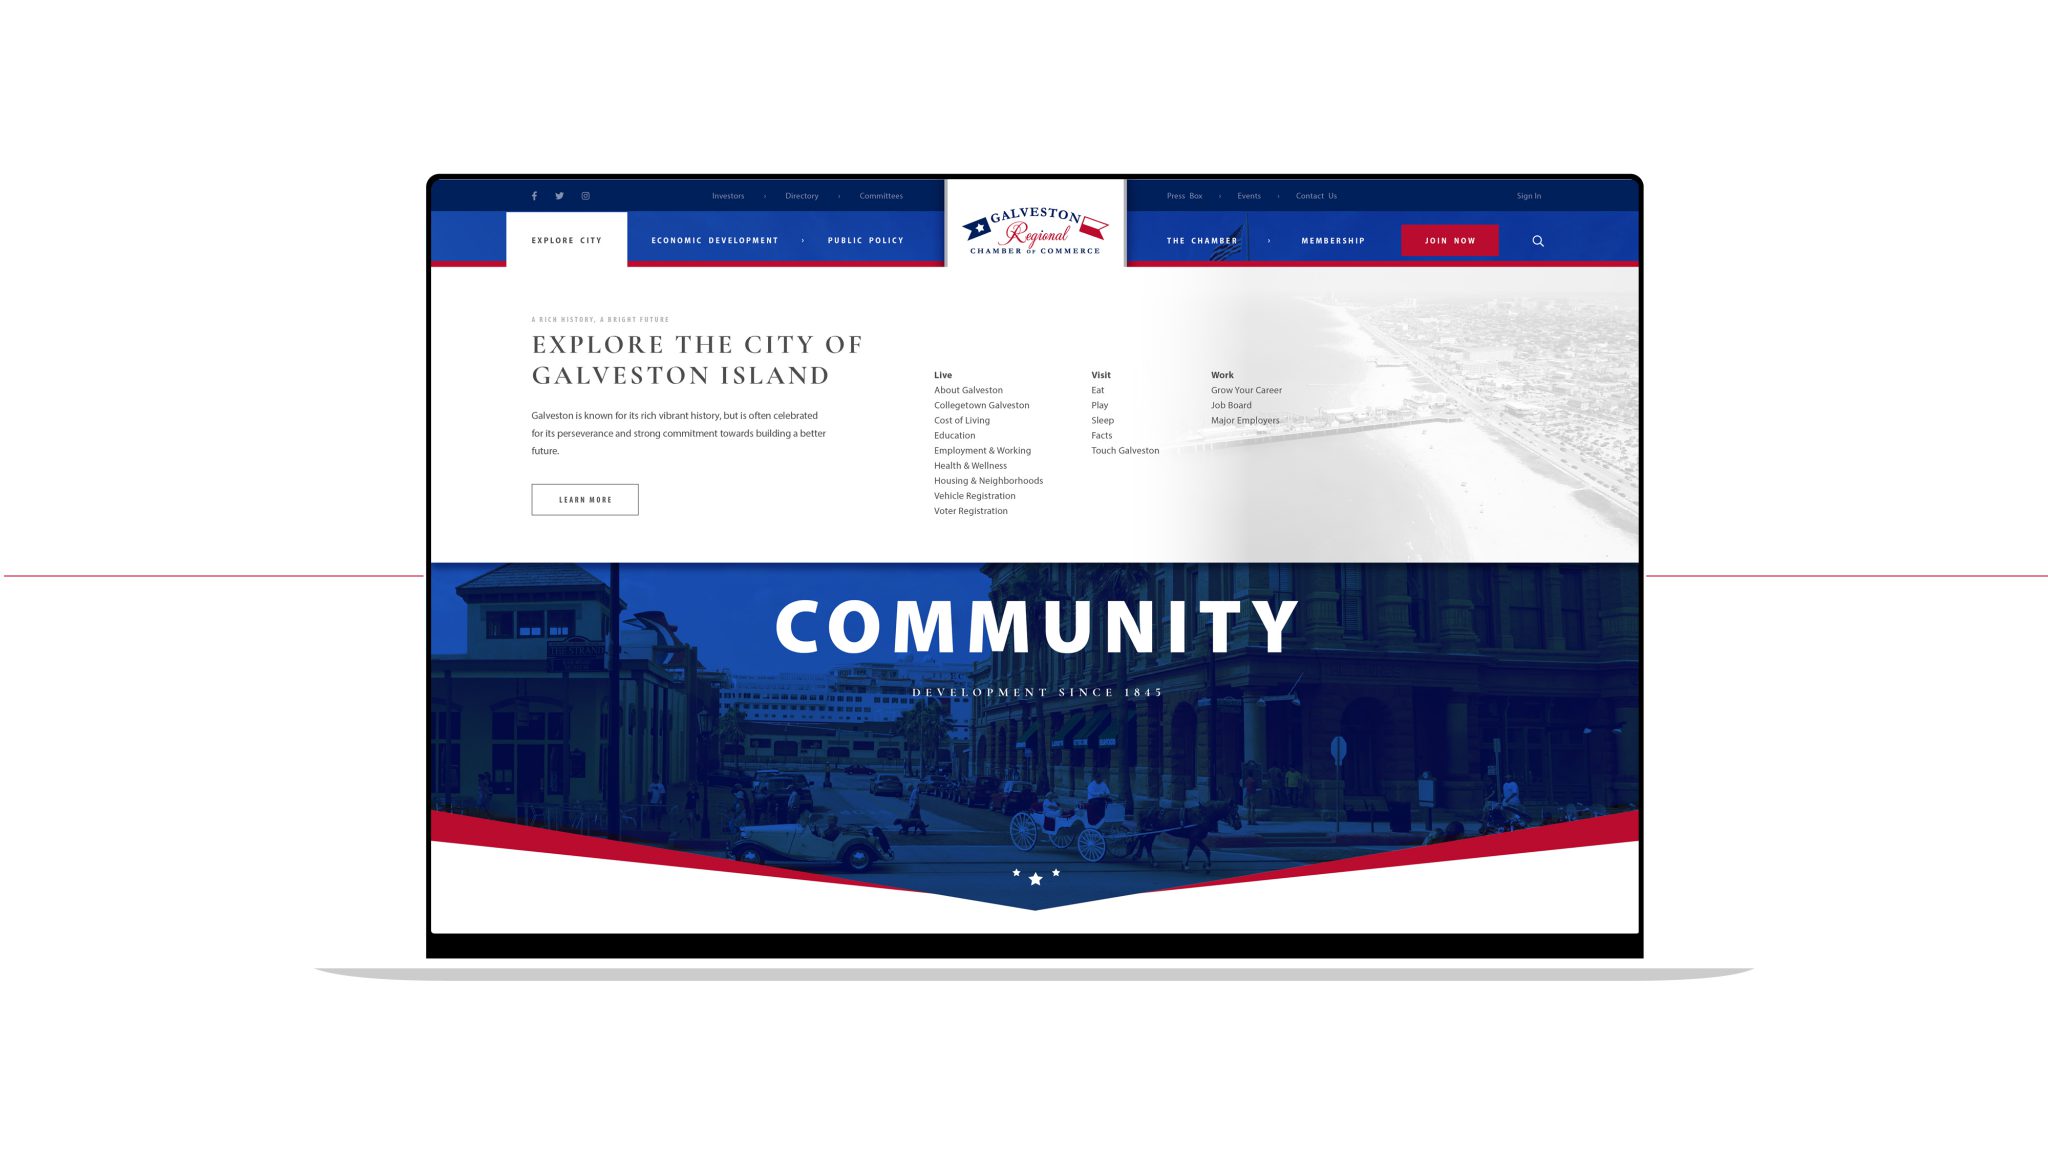 Investors
Directory
Committees
Press Box
Events
Contact Us
Sign In
EXPLORE CITY
ECONOMIC DEVELOPMENT
PUBLIC POLICY
GALVESTON
Regional
CHAMBER OF COMMERCE
THE CHAMBER
MEMBERSHIP
JOIN NOW
A RICH HISTORY, A BRIGHT FUTURE
EXPLORE THE CITY OF
GALVESTON ISLAND
Galveston is known for its rich vibrant history, but is often celebrated
for its perseverance and strong commitment towards building a better
future.
LEARN MORE
Live
About Galveston
Collegetown Galveston
Cost of Living
Education
Employment & Working
Health & Wellness
Housing & Neighborhoods
Vehicle Registration
Voter Registration
Visit
Eat
Play
Sleep
Facts
Touch Galveston
Work
Grow Your Career
Job Board
Major Employers
COMMUNITY
DEVELOPMENT SINCE 1845
THE STRAND